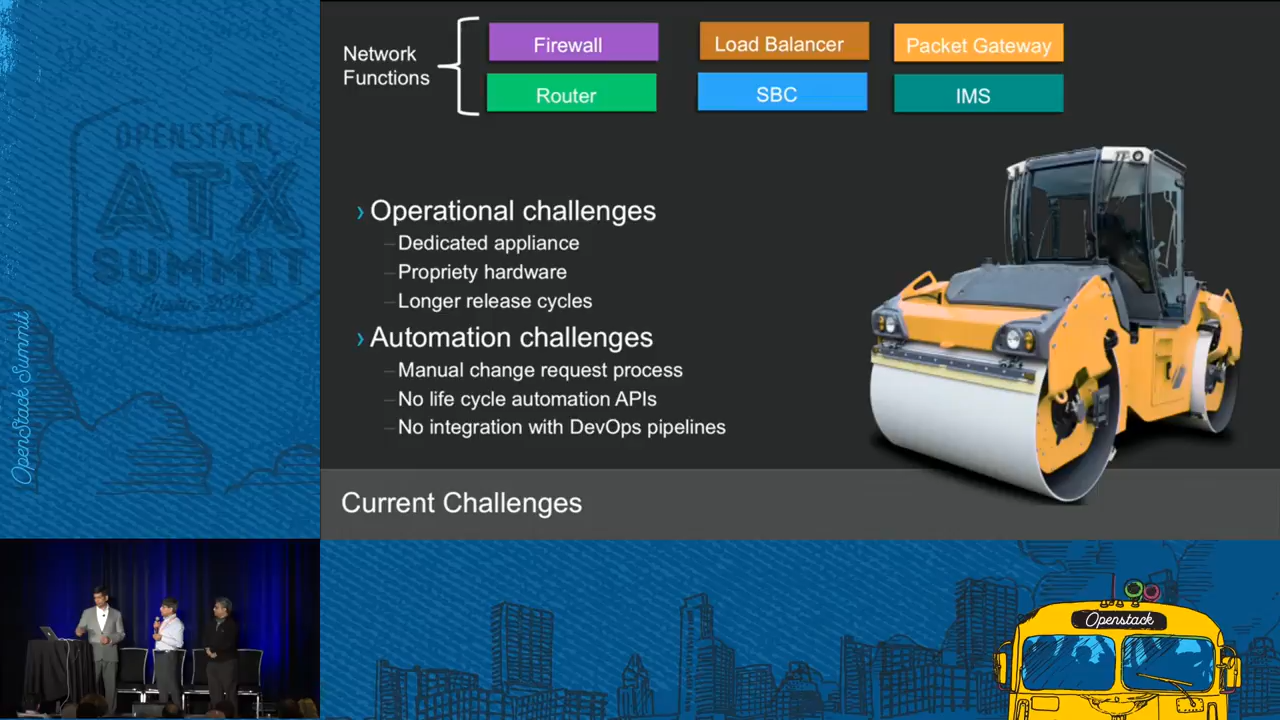 Network
Functions
Firewall
Load Balancer
Packet Gateway
Router
SBC
IMS
› Operational challenges
– Dedicated appliance
– Propriety hardware
– Longer release cycles
› Automation challenges
– Manual change request process
– No life cycle automation APIs
– No integration with DevOps pipelines
Current Challenges
OPENSTACK
ATX
SUMMIT
OpenStack Summit
Openstack